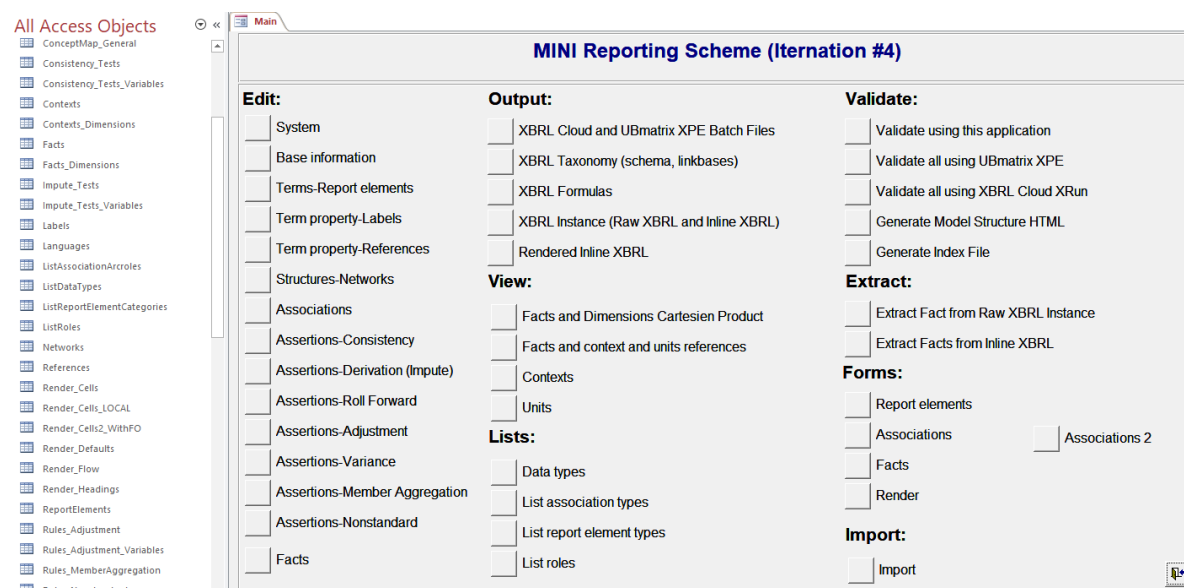 All Access Objects
ConceptMap_General
Consistency_Tests
Consistency_Tests_Variables
Contexts
Contexts_Dimensions
Facts
Facts_Dimensions
Impute_Tests
Impute_Tests_Variables
Labels
Languages
ListAssociationArcroles
ListDataTypes
ListReportElementCategories
ListRoles
Networks
References
Render_Cells
Render_Cells_LOCAL
Render_Cells2_WithFO
Render_Defaults
Render_Flow
Render_Headings
ReportElements
Rules_Adjustment
Rules_Adjustment_Variables
Rules_MemberAggregation
Main
MINI Reporting Scheme (Iternation #4)
Edit:
System
Base information
Terms-Report elements
Term property-Labels
Term property-References
Structures-Networks
Associations
Assertions-Consistency
Assertions-Derivation (Impute)
Assertions-Roll Forward
Assertions-Adjustment
Assertions-Variance
Assertions-Member Aggregation
Assertions-Nonstandard
Facts
Output:
XBRL Cloud and UBmatrix XPE Batch Files
XBRL Taxonomy (schema, linkbases)
XBRL Formulas
XBRL Instance (Raw XBRL and Inline XBRL)
Rendered Inline XBRL
View:
Facts and Dimensions Cartesien Product
Facts and context and units references
Contexts
Units
Lists:
Data types
List association types
List report element types
List roles
Validate:
Validate using this application
Validate all using UBmatrix XPE
Validate all using XBRL Cloud XRun
Generate Model Structure HTML
Generate Index File
Extract:
Extract Fact from Raw XBRL Instance
Extract Facts from Inline XBRL
Forms:
Report elements
Associations
Associations 2
Facts
Render
Import:
Import